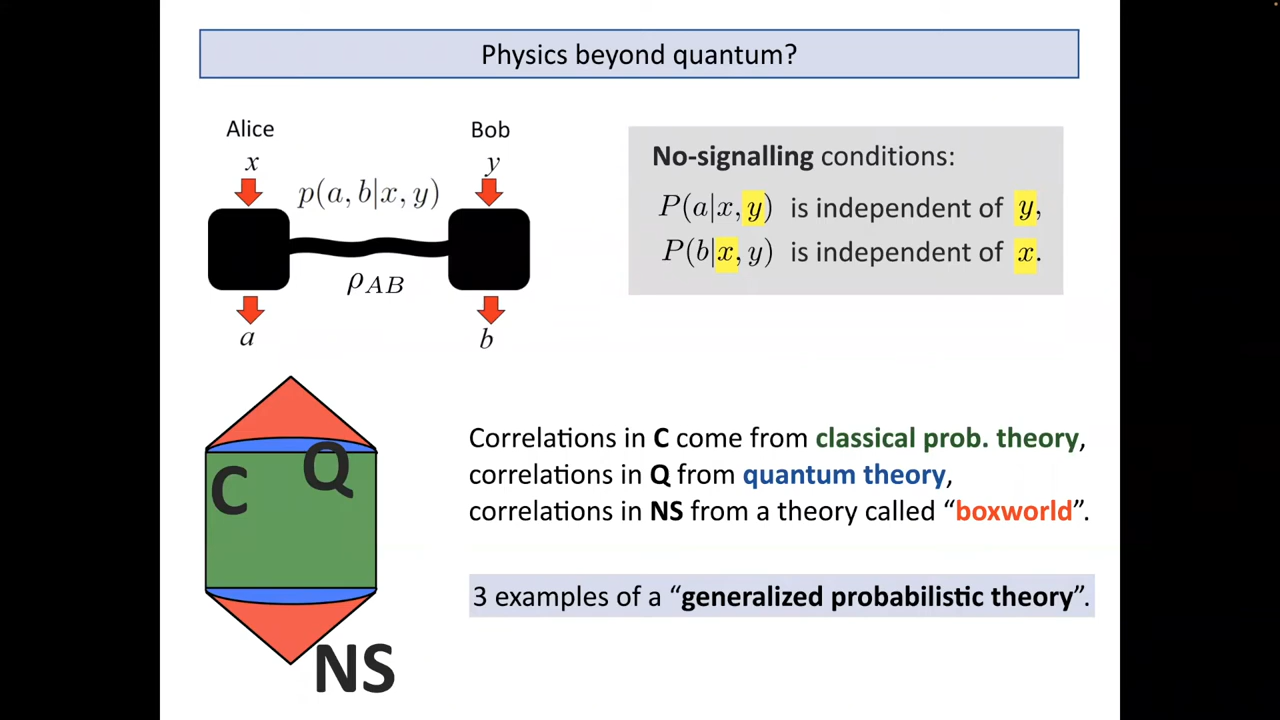 Physics beyond quantum?
Alice Bob
x y
p(a, b|x, y)
ρ_AB
a b
No-signalling conditions:
P(a|x, y) is independent of y,
P(b|x, y) is independent of x.
C Q
NS
Correlations in C come from classical prob. theory,
correlations in Q from quantum theory,
correlations in NS from a theory called “boxworld”.
3 examples of a “generalized probabilistic theory”.